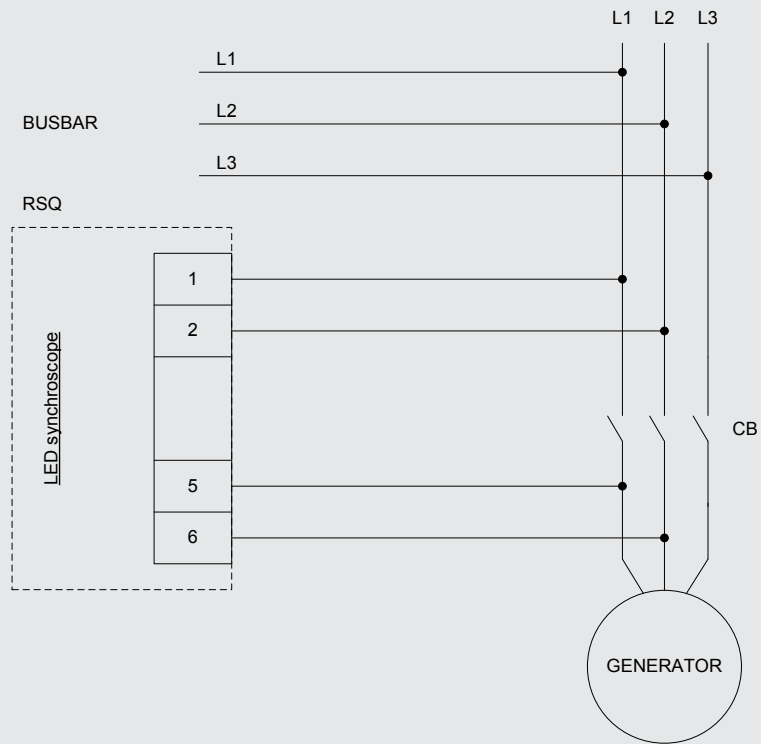 L1 L2 L3
L1
BUSBAR
L2
L3
RSQ
1
2
LED synchroscope
CB
5
6
GENERATOR